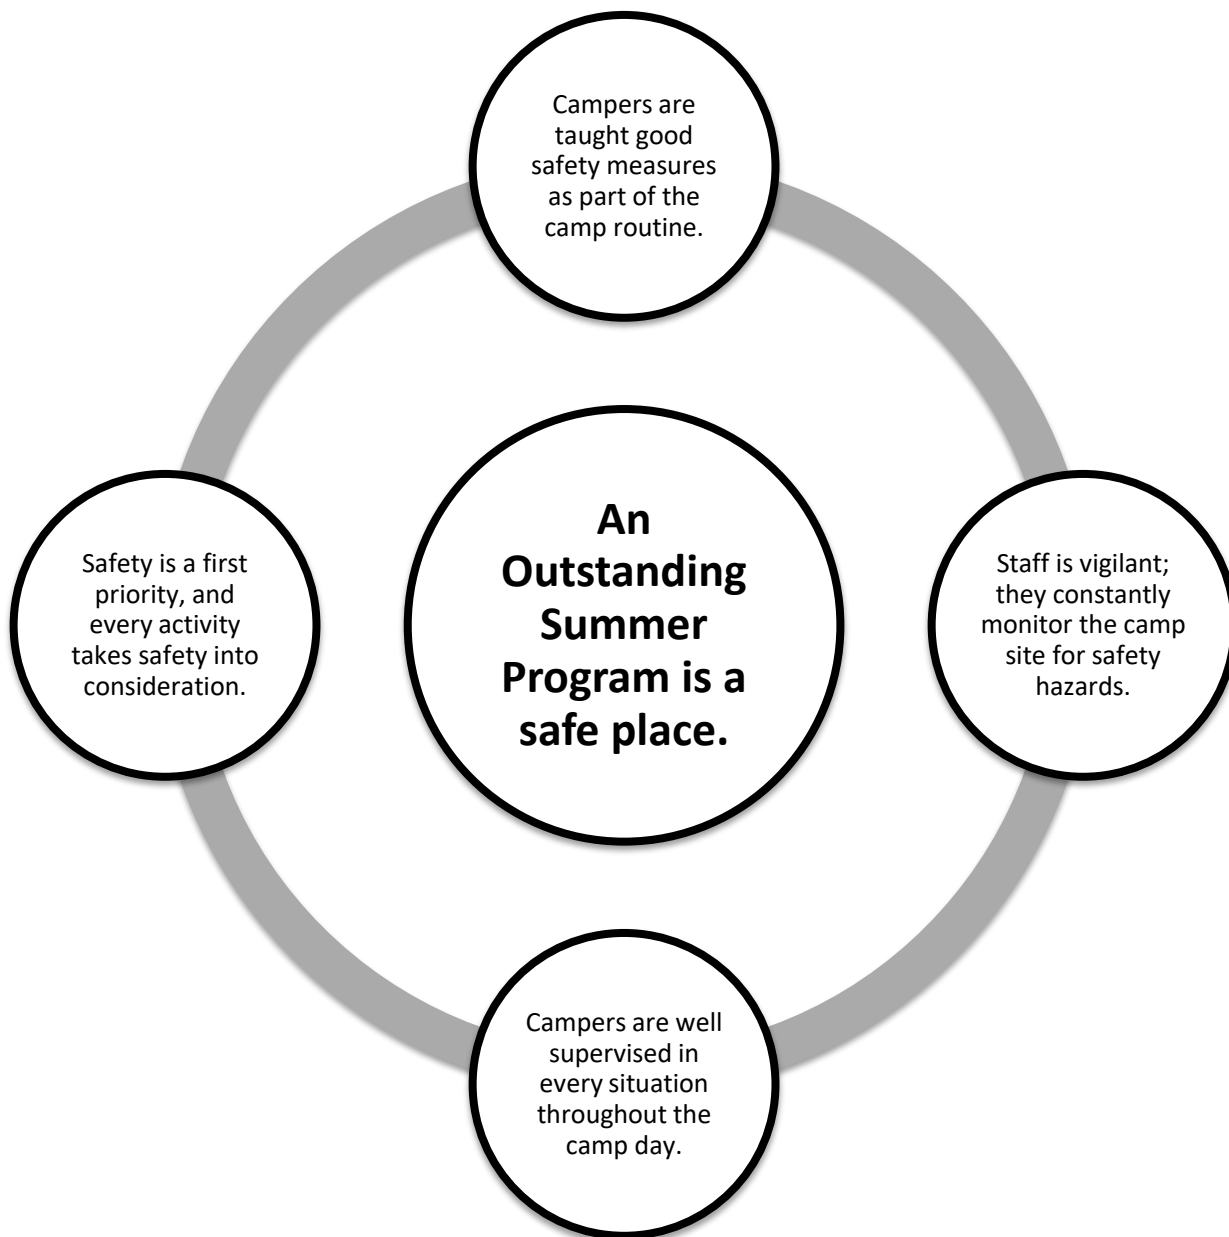 Campers are
taught good
safety measures
as part of the
camp routine.
An
Outstanding
Summer
Program is a
safe place.
Safety is a first
priority, and
every activity
takes safety into
consideration.
Staff is vigilant;
they constantly
monitor the camp
site for safety
hazards.
Campers are well
supervised in
every situation
throughout the
camp day.